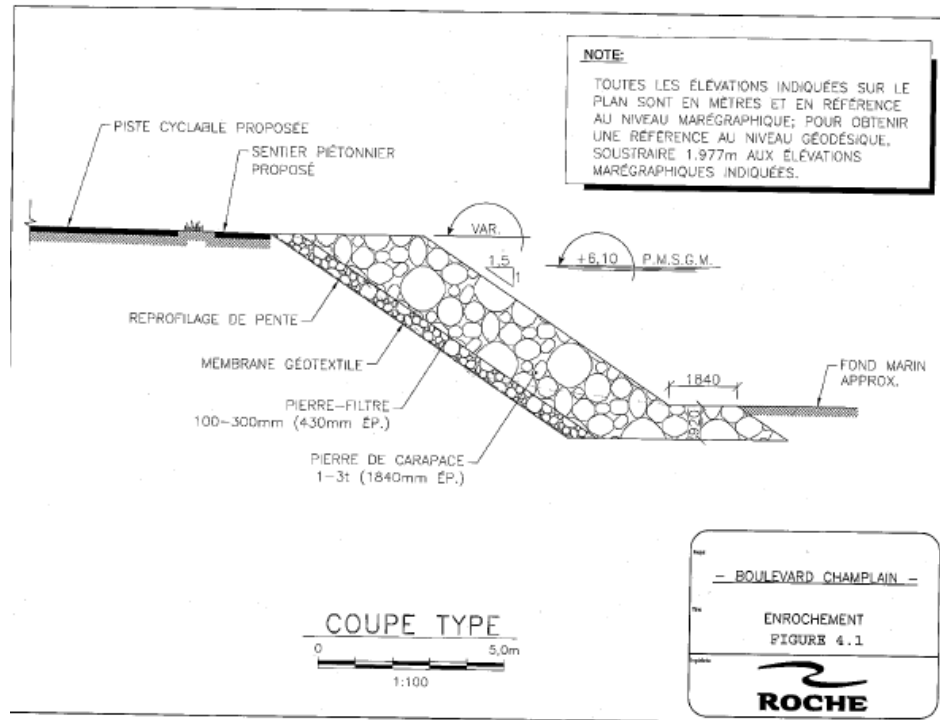 NOTE:
TOUTES LES ÉLÉVATIONS INDIQUÉES SUR LE
PLAN SONT EN MÈTRES ET EN RÉFÉRENCE
AU NIVEAU MARÉGRAPHIQUE; POUR OBTENIR
UNE RÉFÉRENCE AU NIVEAU GÉODÉSIQUE,
SOUSTRAIRE 1.977m AUX ÉLÉVATIONS
MARÉGRAPHIQUES INDIQUÉES.
PISTE CYCLABLE PROPOSÉE
SENTIER PIÉTONNIER
PROPOSÉ
VAR.
1.5
1
+6,10 P.M.S.G.M.
REPROFILAGE DE PENTE
MEMBRANE GÉOTEXTILE
PIERRE-FILTRE
100-300mm (430mm ÉP.)
PIERRE DE CARAPACE
1-3t (1840mm ÉP.)
1840
920
FOND MARIN
APPROX.
COUPE TYPE
0 5,0m
1:100
- BOULEVARD CHAMPLAIN -
ENROCHEMENT
FIGURE 4.1
ROCHE